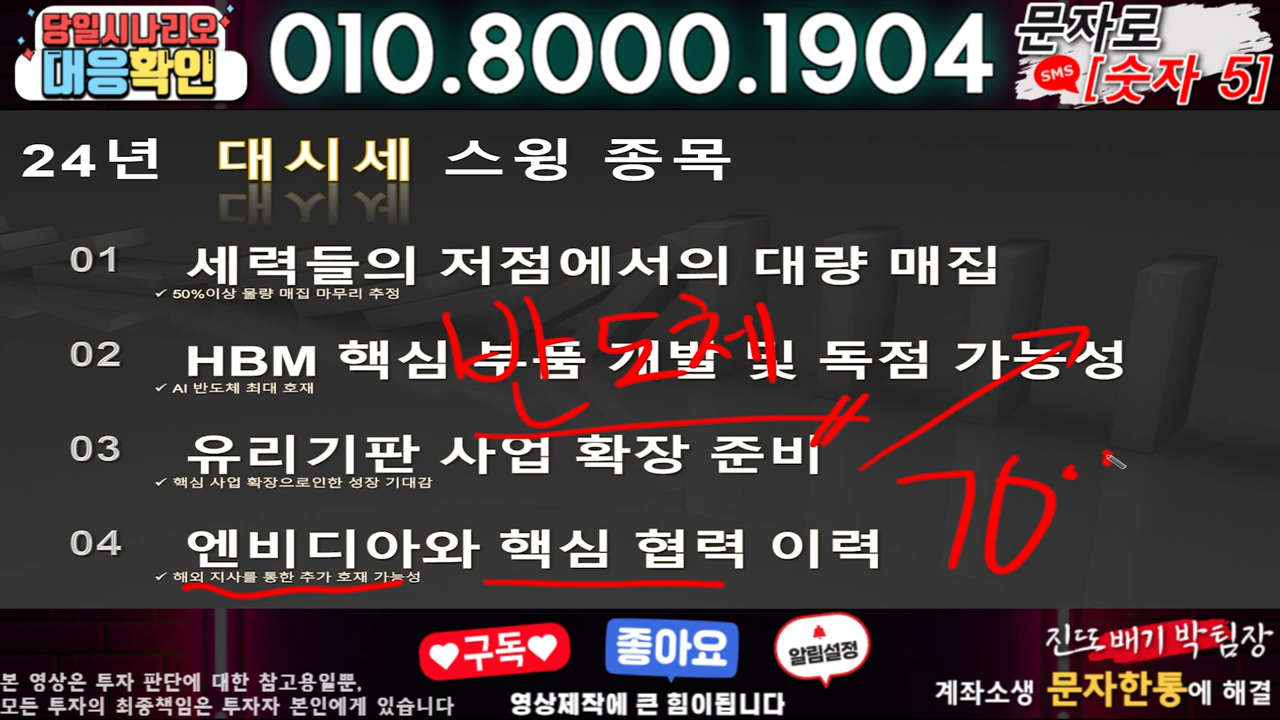 당일시나리오
대응확인
010.8000.1904
문자로
SMS
[숫자 5]
24년 대시세 스윙 종목
01 세력들의 저점에서의 대량 매집
✓ 50%이상 물량 매집 마무리 추정
02 HBM 핵심 부품 개발 및 독점 가능성
✓ AI 반도체 최대 호재
반도체
03 유리기판 사업 확장 준비
✓ 핵심 사업 확장으로인한 성장 기대감
70
04 엔비디아와 핵심 협력 이력
✓ 해외 지사를 통한 추가 호재 가능성
구독
좋아요
알림설정
진또배기 박팀장
본 영상은 투자 판단에 대한 참고용일뿐,
모든 투자의 최종책임은 투자자 본인에게 있습니다
영상제작에 큰 힘이됩니다
계좌소생 문자한통에 해결